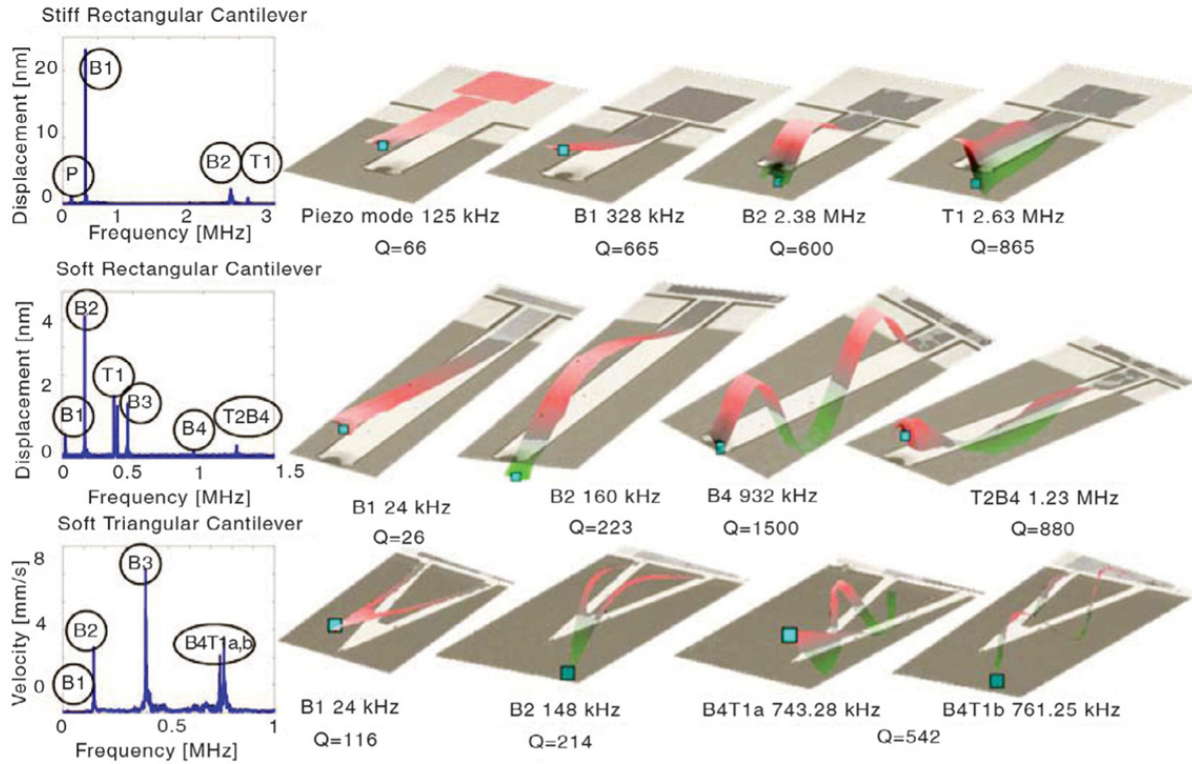 Stiff Rectangular Cantilever
Displacement [nm]
20
10
0
P
B1
B2
T1
0
1
2
3
Frequency [MHz]
Piezo mode 125 kHz
Q=66
B1 328 kHz
Q=665
B2 2.38 MHz
Q=600
T1 2.63 MHz
Q=865
Soft Rectangular Cantilever
Displacement [nm]
4
2
0
B1
B2
T1
B3
B4
T2B4
0
0.5
1
1.5
Frequency [MHz]
B1 24 kHz
Q=26
B2 160 kHz
Q=223
B4 932 kHz
Q=1500
T2B4 1.23 MHz
Q=880
Soft Triangular Cantilever
Velocity [mm/s]
8
4
0
B1
B2
B3
B4T1a,b
0
0.5
1
Frequency [MHz]
B1 24 kHz
Q=116
B2 148 kHz
Q=214
B4T1a 743.28 kHz
B4T1b 761.25 kHz
Q=542